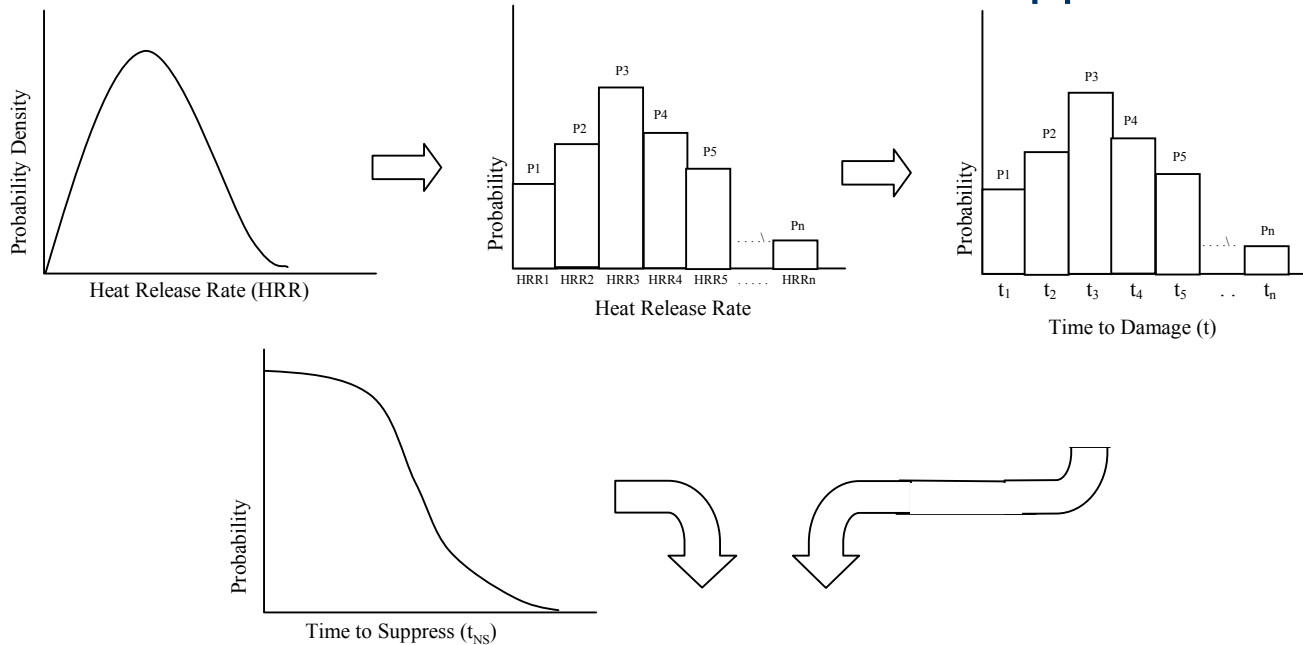 Probability Density
Heat Release Rate (HRR)
Probability
P1
P2
P3
P4
P5
. . . . \ .
Pn
HRR1 HRR2 HRR3 HRR4 HRR5 . . . . . HRRn
Heat Release Rate
Probability
P1
P2
P3
P4
P5
. . . . \ .
Pn
t1 t2 t3 t4 t5 . . tn
Time to Damage (t)
Probability
Time to Suppress (tNS)